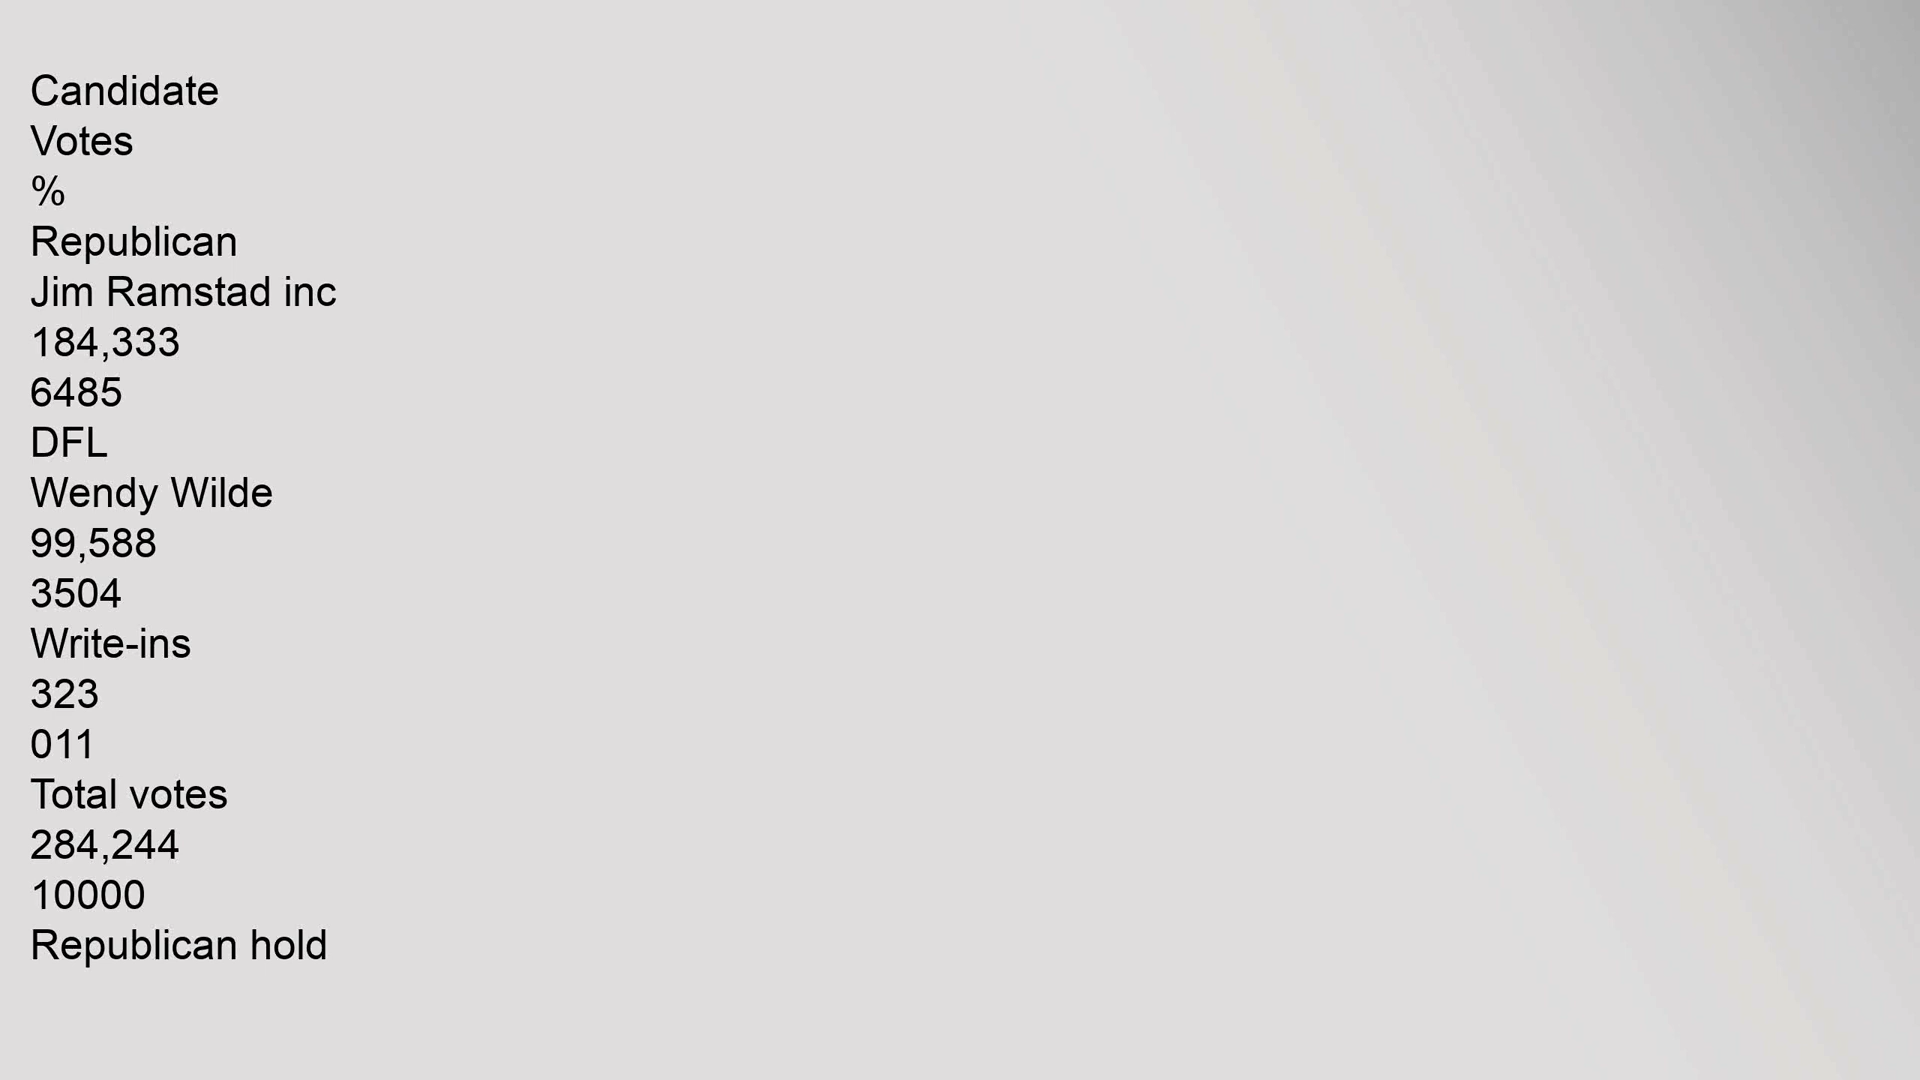 Candidate
Votes
%
Republican
Jim Ramstad inc
184,333
6485
DFL
Wendy Wilde
99,588
3504
Write-ins
323
011
Total votes
284,244
10000
Republican hold